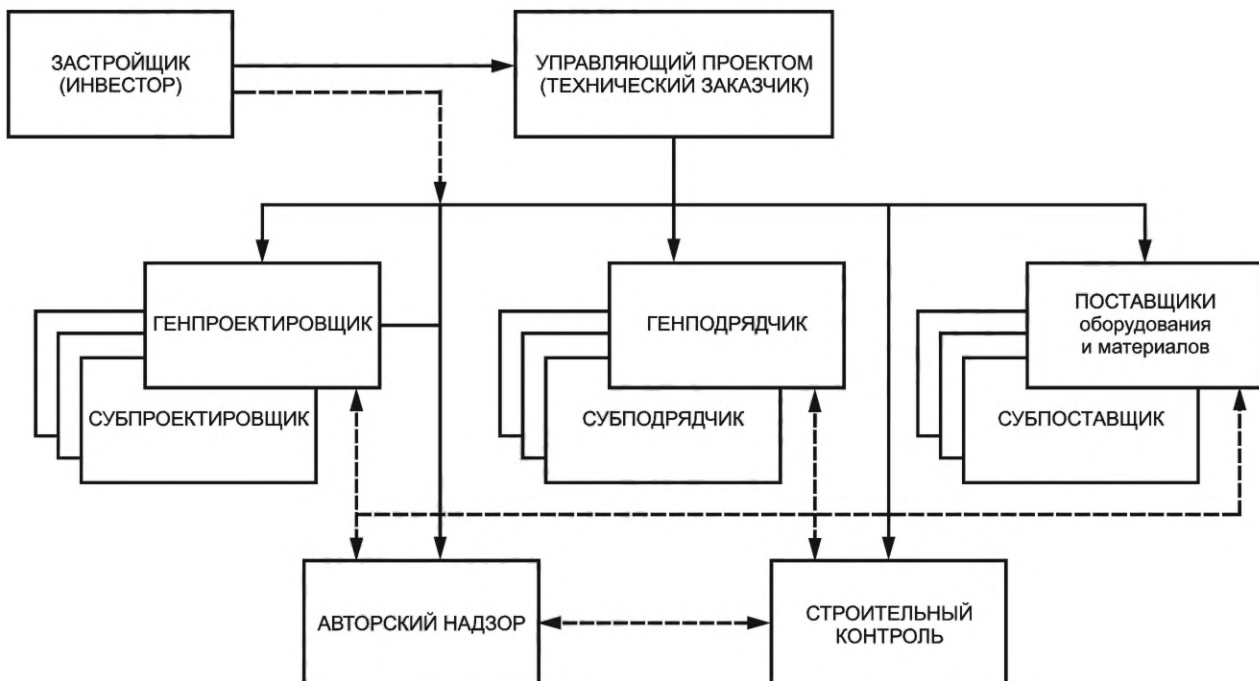 ЗАСТРОЙЩИК
(ИНВЕСТОР)
УПРАВЛЯЮЩИЙ ПРОЕКТОМ
(ТЕХНИЧЕСКИЙ ЗАКАЗЧИК)
ГЕНПРОЕКТИРОВЩИК
СУБПРОЕКТИРОВЩИК
ГЕНПОДРЯДЧИК
СУБПОДРЯДЧИК
ПОСТАВЩИКИ
оборудования
и материалов
СУБПОСТАВЩИК
АВТОРСКИЙ НАДЗОР
СТРОИТЕЛЬНЫЙ
КОНТРОЛЬ